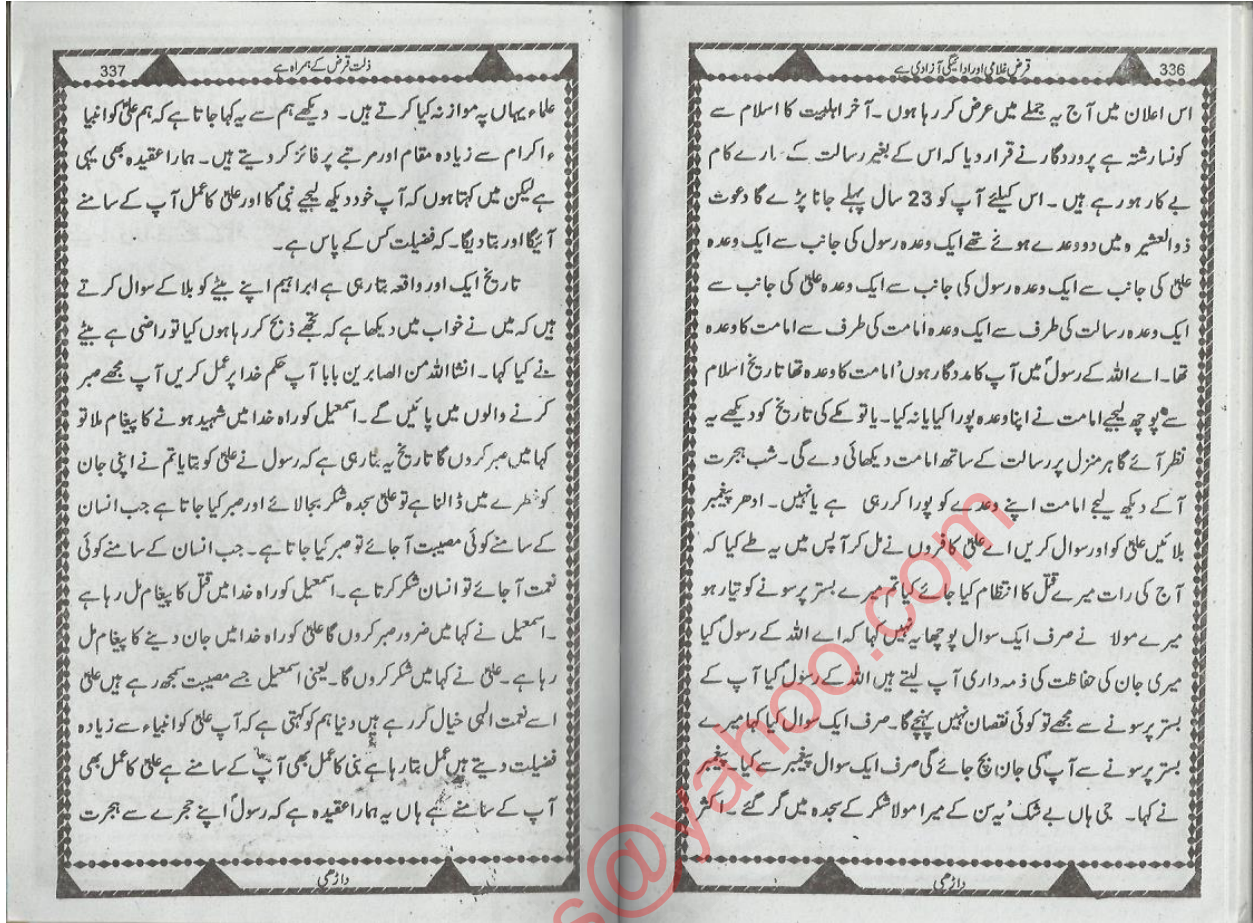 336
قرض غلامی اور ادائیگی آزادی ہے
اس اعلان میں آج یہ جملے میں عرض کر رہا ہوں ۔ آخر اہلبیت کا اسلام سے
کونسا رشتہ ہے پروردگار نے قرار دیا کہ اس کے بغیر رسالت کے سارے کام
بے کار ہو رہے ہیں ۔ اس کیلئے آپ کو 23 سال پہلے جانا پڑے گا دعوت
ذوالعشیرہ میں دو وعدے ہوئے تھے ایک وعدہ رسول کی جانب سے ایک وعدہ
علیؑ کی جانب سے ایک وعدہ رسولؐ کی جانب سے ایک وعدہ علیؑ کی جانب سے
ایک وعدہ رسالت کی طرف سے ایک وعدہ امامت کی طرف سے امامت کا وعدہ
تھا۔ اے اللہ کے رسولؐ میں آپ کا مددگار ہوں' امامت کا وعدہ تھا تاریخ اسلام
سے پوچھ لیجیے امامت نے اپنا وعدہ پورا کیا یا نہ کیا۔ یا تو مکے کی تاریخ کو دیکھے یہ
نظر آئے گا ہر منزل پر رسالت کے ساتھ امامت دیکھائی دے گی۔ شب ہجرت
آ کے دیکھ لیجے امامت اپنے وعدے کو پورا کر رہی ہے یا نہیں۔ ادھر پیغمبر
بلائیں علیؑ کو اور سوال کریں اے علیؑ کافروں نے مل کر آپس میں یہ طے کیا کہ
آج کی رات میرے قتل کا انتظام کیا جائے کیا تم میرے بستر پر سونے کو تیار ہو
میرے مولا نے صرف ایک سوال پوچھا یہ نہیں کہا کہ اے اللہ کے رسولؐ کیا
میری جان کی حفاظت کی ذمہ داری آپ لیتے ہیں اللہ کے رسولؐ کیا آپ کے
بستر پر سونے سے مجھے تو کوئی نقصان نہیں پہنچے گا۔ صرف ایک سوال کیا کہا میرے
بستر پر سونے سے آپ کی جان بچ جائے گی صرف ایک سوال پیغمبر سے کیا۔ پیغمبر
نے کہا۔ جی ہاں بے شک' یہ سن کے میرا مولا شکر کے سجدہ میں گر گئے ۔ اکثر
داڑھی
337
ذلت قرض کے ہمراہ ہے
علماء یہاں پہ موازنہ کیا کرتے ہیں۔ دیکھے ہم سے یہ کہا جاتا ہے کہ ہم علیؑ کو انبیا
ء اکرام سے زیادہ مقام اور مرتبے پر فائز کر دیتے ہیں۔ ہمارا عقیدہ بھی یہی
ہے لیکن میں کہتا ہوں کہ آپ خود دیکھ لیجیے نبیؐ کا اور علیؑ کا عمل آپ کے سامنے
آئیگا اور بتا دیگا۔ کہ فضیلت کس کے پاس ہے۔
تاریخ ایک اور واقعہ بتا رہی ہے ابراہیم اپنے بیٹے کو بلا کے سوال کرتے
ہیں کہ میں نے خواب میں دیکھا ہے کہ تجھے ذبح کر رہا ہوں کیا تو راضی ہے بیٹے
نے کیا کہا ۔ انشا اللہ من الصابرین بابا آپ حکم خدا پر عمل کریں آپ مجھے صبر
کرنے والوں میں پائیں گے ۔ اسمعیل کو راہ خدا میں شہید ہونے کا پیغام ملا تو
کہا میں صبر کروں گا تاریخ یہ بتا رہی ہے کہ رسول نے علیؑ کو بتایا تم نے اپنی جان
کو خطرے میں ڈالنا ہے تو علیؑ سجدہ شکر بجا لائے اور صبر کیا جاتا ہے جب انسان
کے سامنے کوئی مصیبت آ جائے تو صبر کیا جاتا ہے۔ جب انسان کے سامنے کوئی
نعمت آ جائے تو انسان شکر کرتا ہے۔ اسمعیل کو راہ خدا میں قتل کا پیغام مل رہا ہے
۔ اسمعیل نے کہا میں ضرور صبر کروں گا علیؑ کو راہ خدا میں جان دینے کا پیغام مل
رہا ہے۔ علیؑ نے کہا میں شکر کروں گا۔ یعنی اسمعیل جسے مصیبت سمجھ رہے ہیں علیؑ
اسے نعمت الہی خیال کر رہے ہیں دنیا ہم کو کہتی ہے کہ آپ علیؑ کو انبیاء سے زیادہ
فضیلت دیتے ہیں عمل بتا رہا ہے نبی کا عمل بھی آپ کے سامنے ہے علیؑ کا عمل بھی
آپ کے سامنے ہے ہاں یہ ہمارا عقیدہ ہے کہ رسولؐ اپنے حجرے سے ہجرت
داڑھی
s@yahoo.com